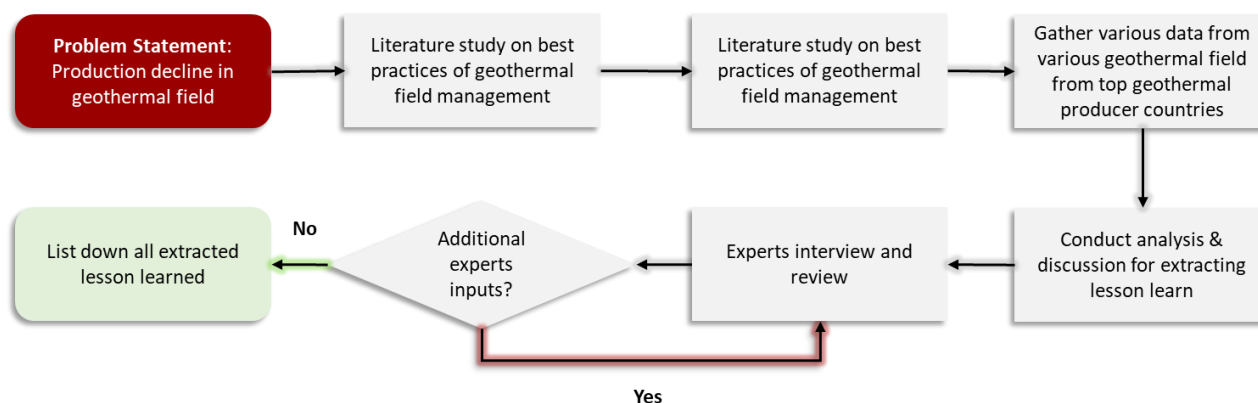 Problem Statement:
Production decline in
geothermal field
Literature study on best
practices of geothermal
field management
Literature study on best
practices of geothermal
field management
Gather various data from
various geothermal field
from top geothermal
producer countries
Conduct analysis &
discussion for extracting
lesson learn
Experts interview and
review
Additional
experts
inputs?
Yes
No
List down all extracted
lesson learned